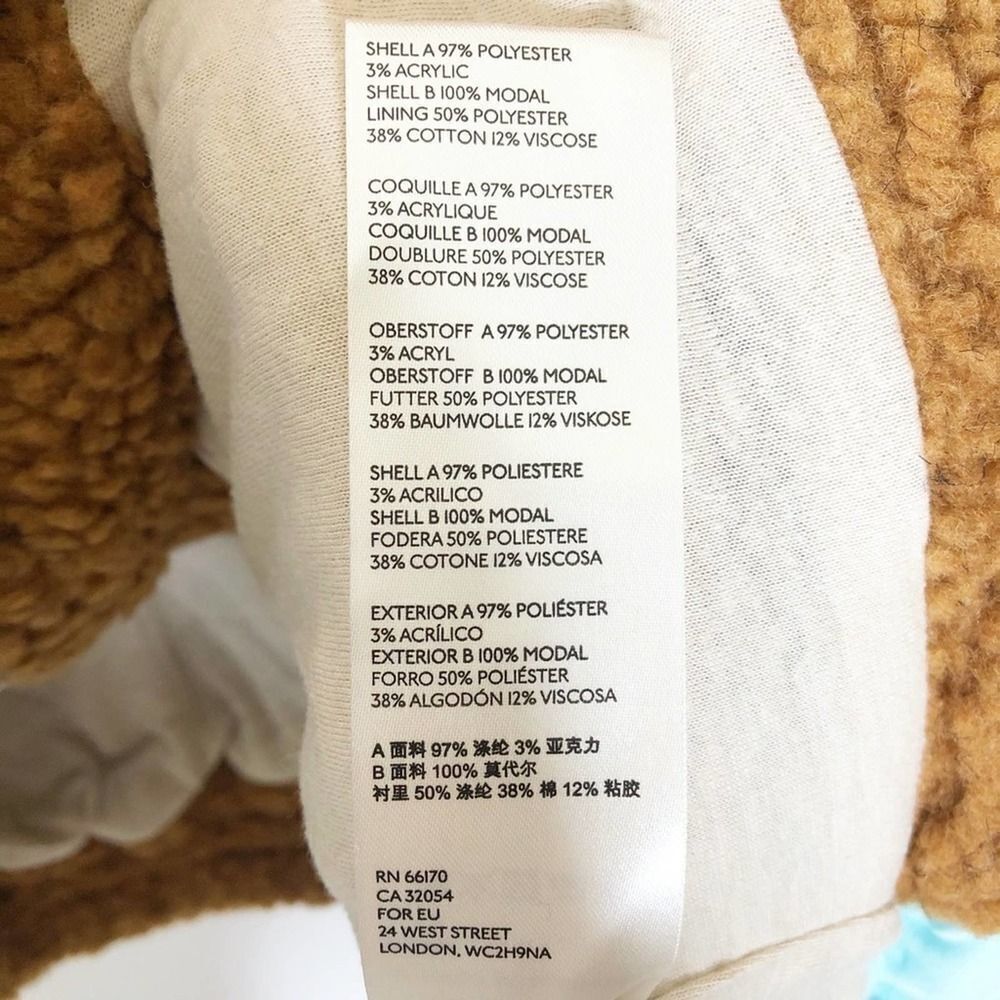 SHELL A 97% POLYESTER
3% ACRYLIC
SHELL B 100% MODAL
LINING 50% POLYESTER
38% COTTON 12% VISCOSE
COQUILLE A 97% POLYESTER
3% ACRYLIQUE
COQUILLE B 100% MODAL
DOUBLURE 50% POLYESTER
38% COTON 12% VISCOSE
OBERSTOFF A 97% POLYESTER
3% ACRYL
OBERSTOFF B 100% MODAL
FUTTER 50% POLYESTER
38% BAUMWOLLE 12% VISKOSE
SHELL A 97% POLIESTERE
3% ACRILICO
SHELL B 100% MODAL
FODERA 50% POLIESTERE
38% COTONE 12% VISCOSA
EXTERIOR A 97% POLIÉSTER
3% ACRÍLICO
EXTERIOR B 100% MODAL
FORRO 50% POLIÉSTER
38% ALGODÓN 12% VISCOSA
A 面料 97% 涤纶 3% 亚克力
B 面料 100% 莫代尔
衬里 50% 涤纶 38% 棉 12% 粘胶
RN 66170
CA 32054
FOR EU
24 WEST STREET
LONDON, WC2H9NA